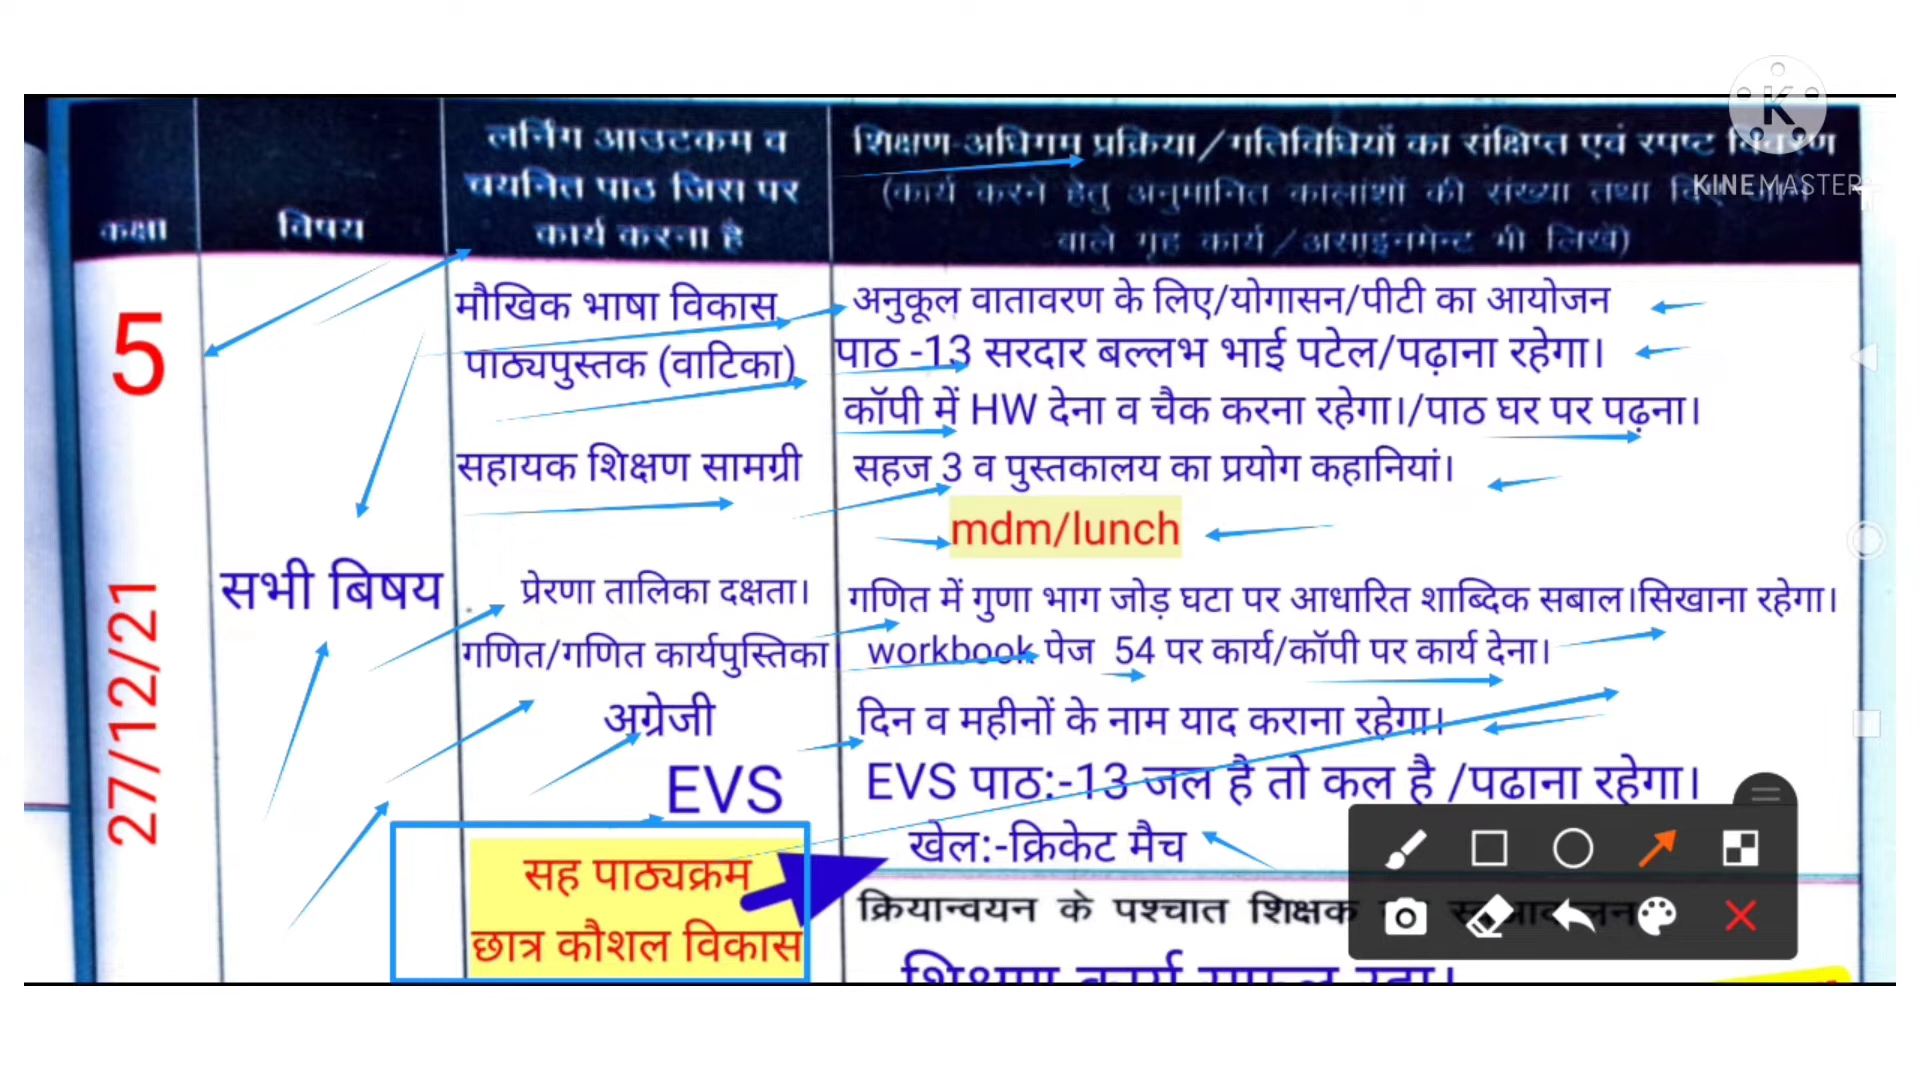 KINEMASTER
लर्निंग आउटकम व
चयनित पाठ जिस पर
कार्य करना है
कक्षा
विषय
शिक्षण-अधिगम प्रक्रिया/गतिविधियों का संक्षिप्त एवं स्पष्ट विवरण
(कार्य करने हेतु अनुमानित कालांशों की संख्या तथा दिए जाने
वाले गृह कार्य/असाइनमेन्ट भी लिखें)
5
27/12/21
सभी बिषय
मौखिक भाषा विकास
अनुकूल वातावरण के लिए/योगासन/पीटी का आयोजन
पाठ्यपुस्तक (वाटिका)
पाठ -13 सरदार बल्लभ भाई पटेल/पढ़ाना रहेगा।
कॉपी में HW देना व चैक करना रहेगा।/पाठ घर पर पढ़ना।
सहायक शिक्षण सामग्री
सहज 3 व पुस्तकालय का प्रयोग कहानियां।
mdm/lunch
प्रेरणा तालिका दक्षता।
गणित में गुणा भाग जोड़ घटा पर आधारित शाब्दिक सबाल।सिखाना रहेगा।
गणित/गणित कार्यपुस्तिका
workbook पेज 54 पर कार्य/कॉपी पर कार्य देना।
अग्रेजी
दिन व महीनों के नाम याद कराना रहेगा।
EVS
EVS पाठ:-13 जल है तो कल है /पढाना रहेगा।
खेल:-क्रिकेट मैच
सह पाठ्यक्रम
छात्र कौशल विकास
क्रियान्वयन के पश्चात शिक्षक
शिक्षण कार्य सफल रहा।